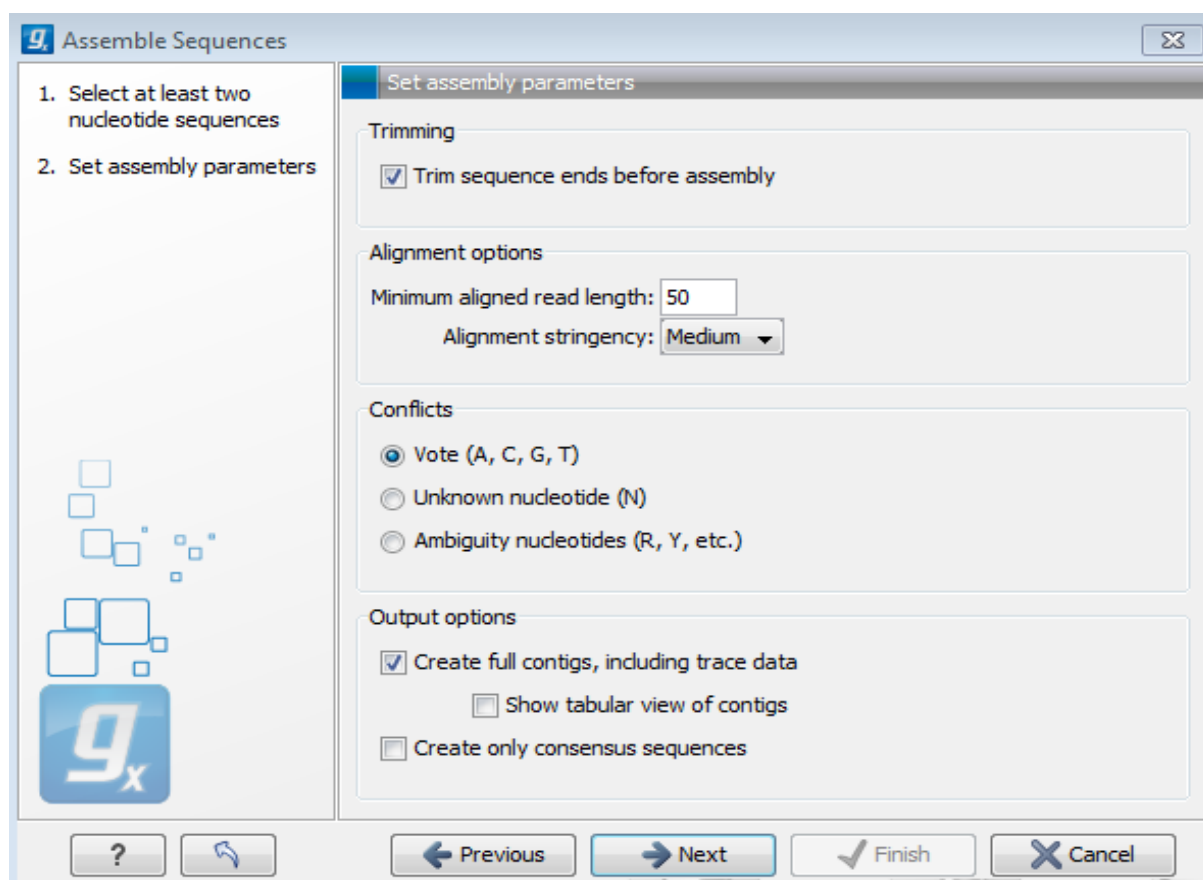 Assemble Sequences
1. Select at least two
nucleotide sequences
2. Set assembly parameters
Set assembly parameters
Trimming
Trim sequence ends before assembly
Alignment options
Minimum aligned read length: 50
Alignment stringency: Medium
Conflicts
Vote (A, C, G, T)
Unknown nucleotide (N)
Ambiguity nucleotides (R, Y, etc.)
Output options
Create full contigs, including trace data
Show tabular view of contigs
Create only consensus sequences
gx
? Previous Next Finish Cancel